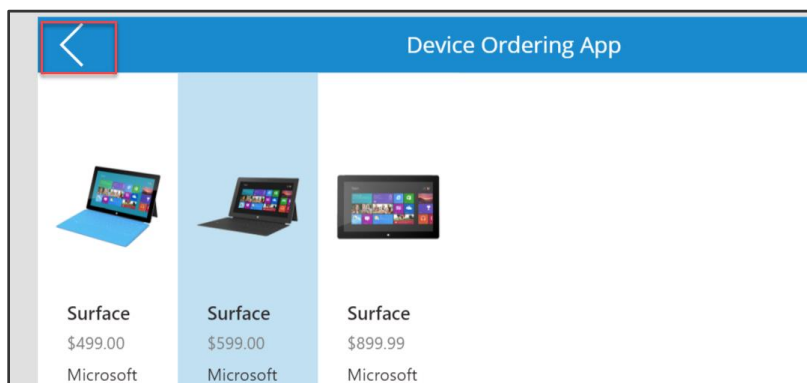 Device Ordering App
Surface Surface Surface
$499.00 $599.00 $899.99
Microsoft Microsoft Microsoft